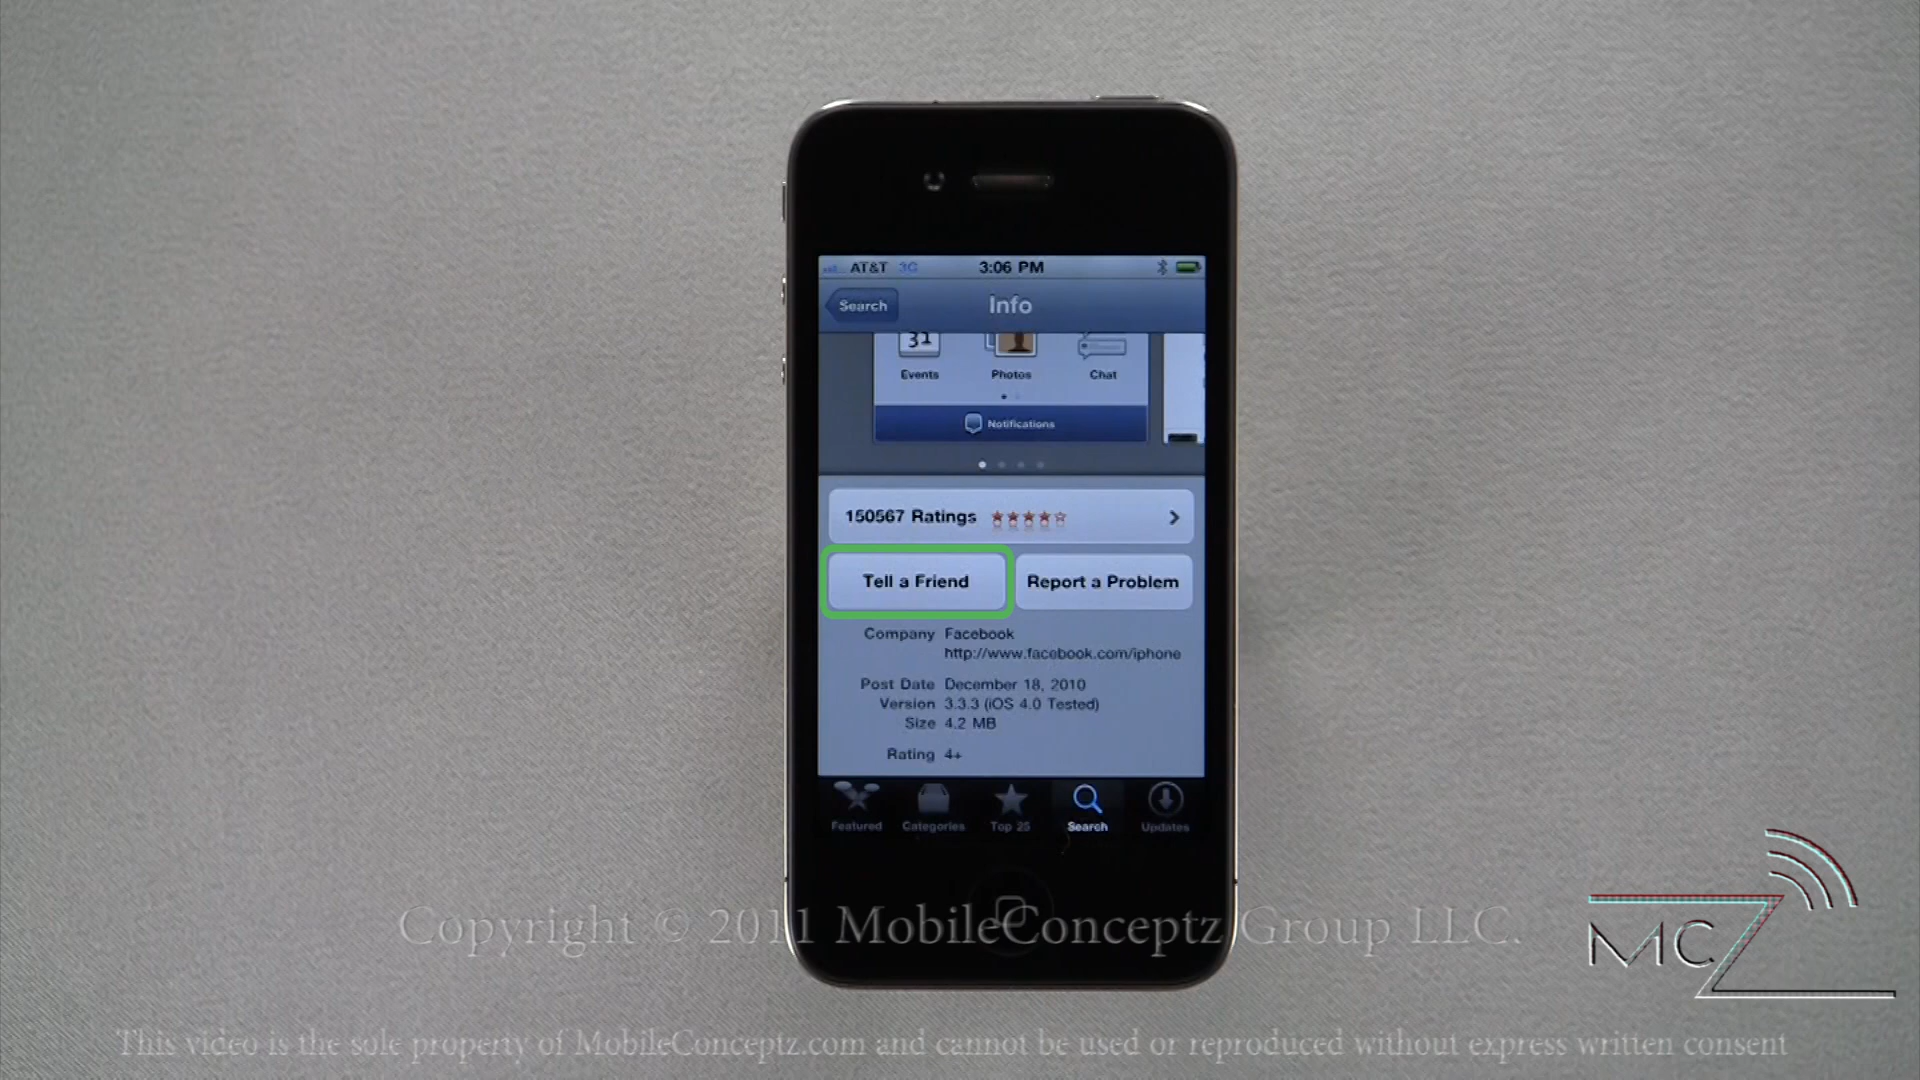 AT&T 3G 3:06 PM
Search Info
31
Events Photos Chat
Notifications
150567 Ratings
Tell a Friend Report a Problem
Company Facebook
http://www.facebook.com/iphone
Post Date December 18, 2010
Version 3.3.3 (iOS 4.0 Tested)
Size 4.2 MB
Rating 4+
Featured Categories Top 25 Search Updates
Copyright © 2011 MobileConceptz Group LLC.
MCZ
This video is the sole property of MobileConceptz.com and cannot be used or reproduced without express written consent